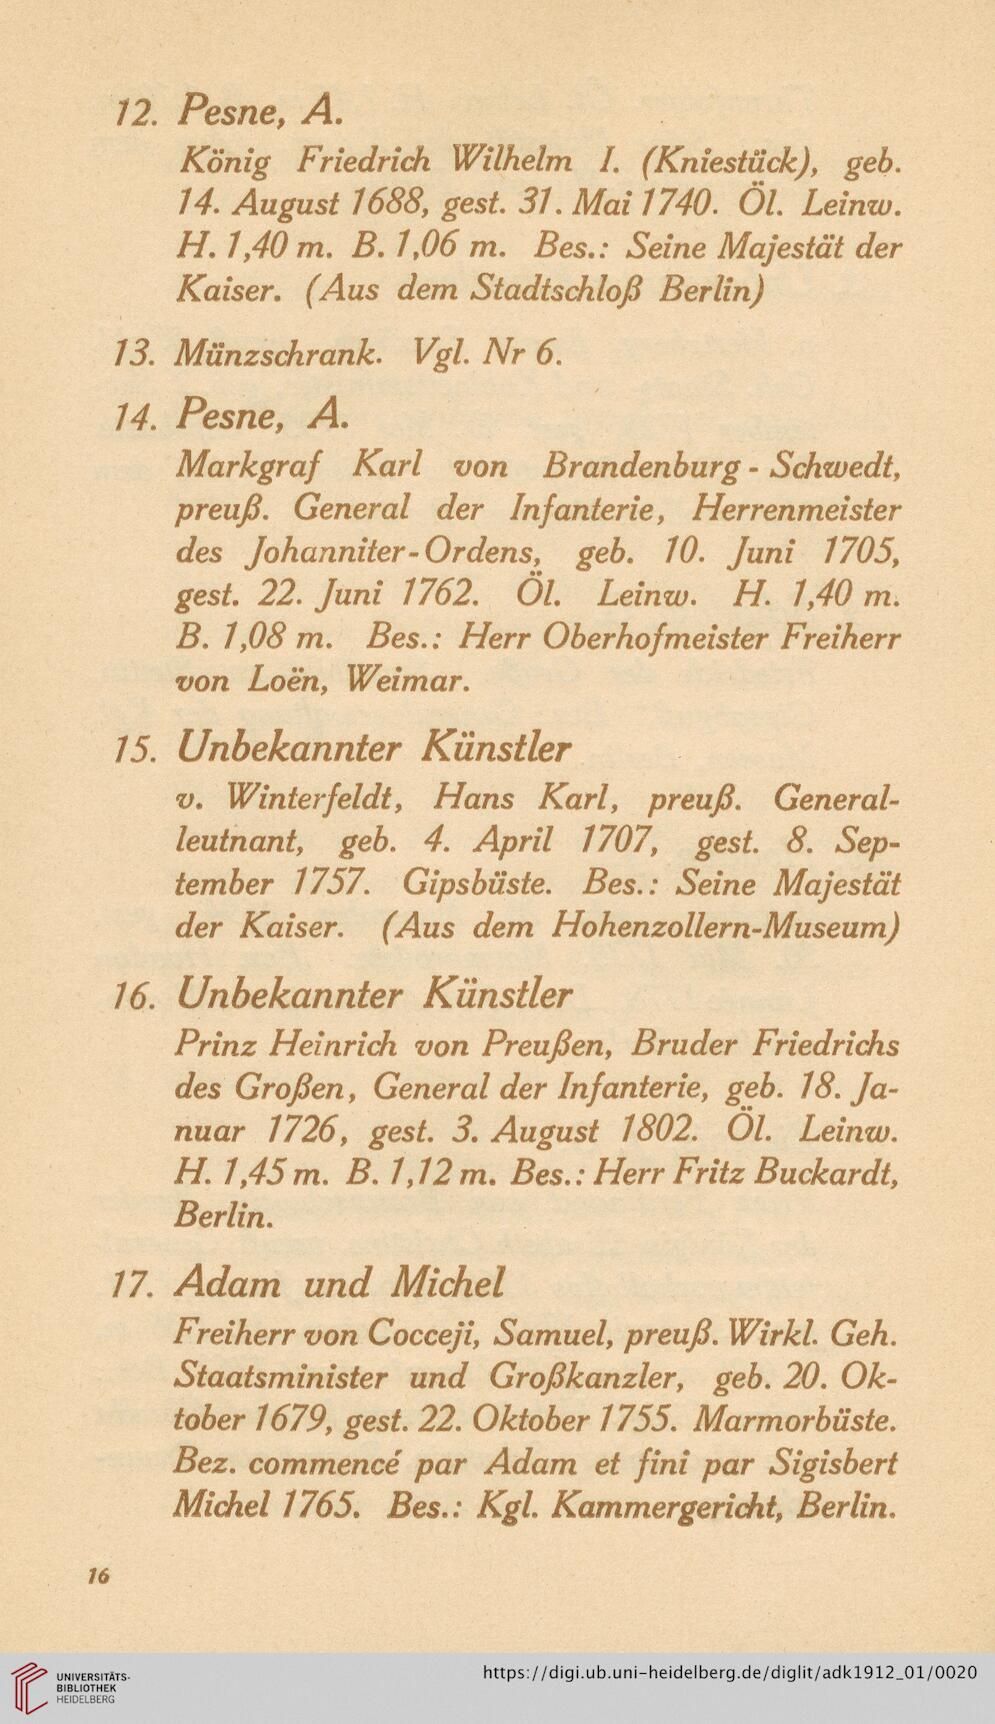 12. Pesne, A.
König Friedrich Wilhelm I. (Kniestück), geb.
14. August 1688, gest. 31. Mai 1740. Öl. Leinw.
H. 1,40 m. B. 1,06 m. Bes.: Seine Majestät der
Kaiser. (Aus dem Stadtschloß Berlin)
13. Münzschrank. Vgl. Nr 6.
14. Pesne, A.
Markgraf Karl von Brandenburg-Schwedt,
preuß. General der Infanterie, Herrenmeister
des Johanniter-Ordens, geb. 10. Juni 1705,
gest. 22. Juni 1762. Öl. Leinw. H. 1,40 m.
B. 1,08 m. Bes.: Herr Oberhofmeister Freiherr
von Loën, Weimar.
15. Unbekannter Künstler
v. Winterfeldt, Hans Karl, preuß. General-
leutnant, geb. 4. April 1707, gest. 8. Sep-
tember 1757. Gipsbüste. Bes.: Seine Majestät
der Kaiser. (Aus dem Hohenzollern-Museum)
16. Unbekannter Künstler
Prinz Heinrich von Preußen, Bruder Friedrichs
des Großen, General der Infanterie, geb. 18. Ja-
nuar 1726, gest. 3. August 1802. Öl. Leinw.
H. 1,45 m. B. 1,12 m. Bes.: Herr Fritz Buckardt,
Berlin.
17. Adam und Michel
Freiherr von Cocceji, Samuel, preuß. Wirkl. Geh.
Staatsminister und Großkanzler, geb. 20. Ok-
tober 1679, gest. 22. Oktober 1755. Marmorbüste.
Bez. commencé par Adam et fini par Sigisbert
Michel 1765. Bes.: Kgl. Kammergericht, Berlin.
16
UNIVERSITÄTS-
BIBLIOTHEK
HEIDELBERG
https://digi.ub.uni-heidelberg.de/diglit/adk1912_01/0020